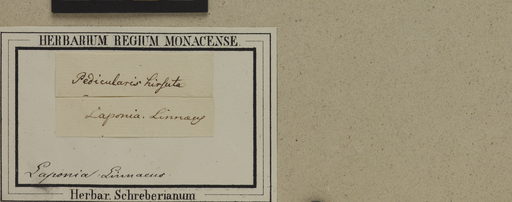 HERBARIUM REGIUM MONACENSE.
Pedicularis hirsuta
Laponia. Linnaeus
Laponia Linnaeus
Herbar. Schreberianum